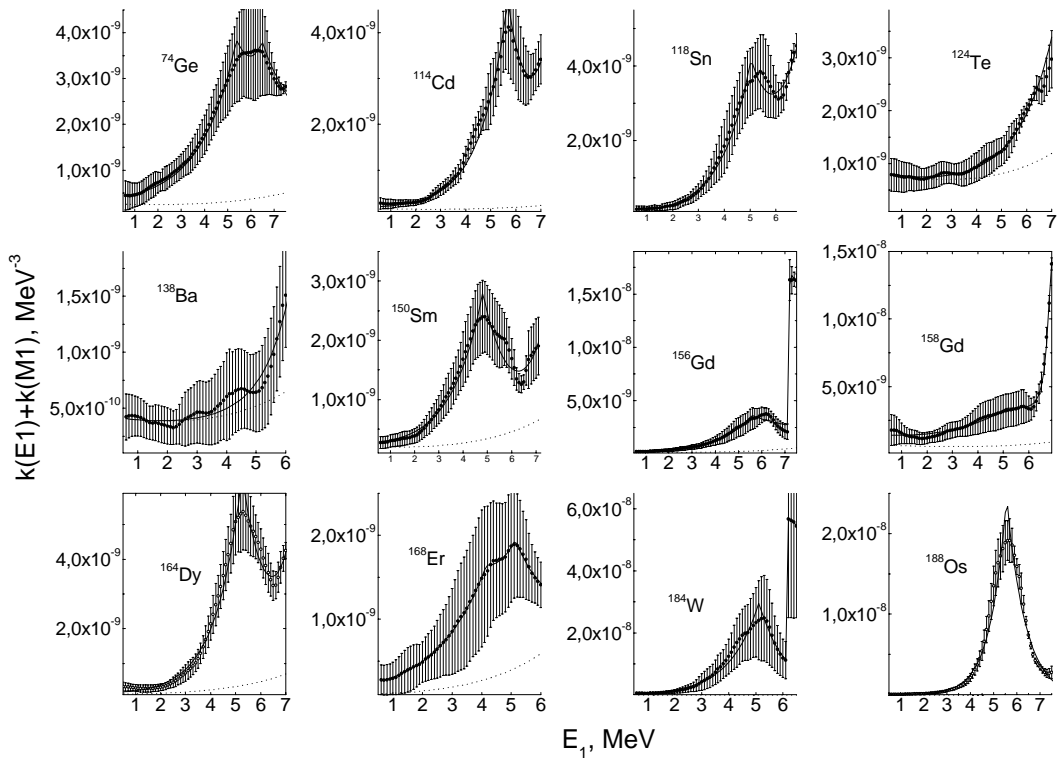 k(E1)+k(M1), MeV⁻³
⁷⁴Ge
4,0x10⁻⁹
3,0x10⁻⁹
2,0x10⁻⁹
1,0x10⁻⁹
1 2 3 4 5 6 7
¹¹⁴Cd
4,0x10⁻⁹
2,0x10⁻⁹
1 2 3 4 5 6 7
¹¹⁸Sn
4,0x10⁻⁹
2,0x10⁻⁹
1 2 3 4 5 6
¹²⁴Te
3,0x10⁻⁹
2,0x10⁻⁹
1,0x10⁻⁹
1 2 3 4 5 6 7
¹³⁸Ba
1,5x10⁻⁹
1,0x10⁻⁹
5,0x10⁻¹⁰
1 2 3 4 5 6
¹⁵⁰Sm
3,0x10⁻⁹
2,0x10⁻⁹
1,0x10⁻⁹
1 2 3 4 5 6 7
¹⁵⁶Gd
1,5x10⁻⁸
1,0x10⁻⁸
5,0x10⁻⁹
1 2 3 4 5 6 7
¹⁵⁸Gd
1,5x10⁻⁸
1,0x10⁻⁸
5,0x10⁻⁹
1 2 3 4 5 6
¹⁶⁴Dy
4,0x10⁻⁹
2,0x10⁻⁹
1 2 3 4 5 6 7
¹⁶⁸Er
2,0x10⁻⁹
1,0x10⁻⁹
1 2 3 4 5 6
¹⁸⁴W
6,0x10⁻⁸
4,0x10⁻⁸
2,0x10⁻⁸
1 2 3 4 5 6
¹⁸⁸Os
2,0x10⁻⁸
1,0x10⁻⁸
1 2 3 4 5 6 7
E₁, MeV